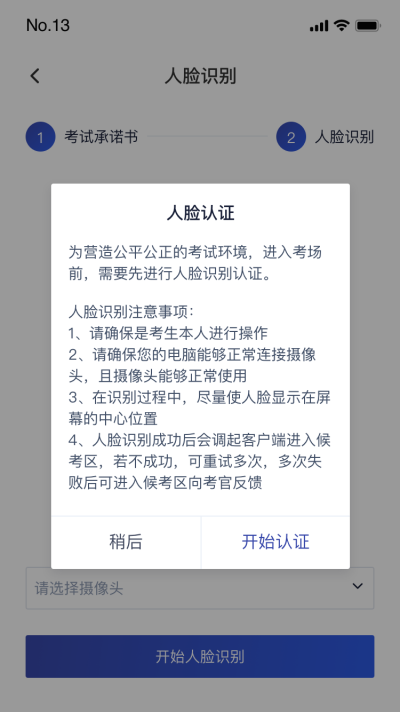 No.13
人脸识别
1 考试承诺书 2 人脸识别
人脸认证
为营造公平公正的考试环境，进入考场
前，需要先进行人脸识别认证。
人脸识别注意事项：
1、请确保是考生本人进行操作
2、请确保您的电脑能够正常连接摄像
头，且摄像头能够正常使用
3、在识别过程中，尽量使人脸显示在屏
幕的中心位置
4、人脸识别成功后会调起客户端进入候
考区，若不成功，可重试多次，多次失
败后可进入候考区向考官反馈
稍后 开始认证
请选择摄像头
开始人脸识别